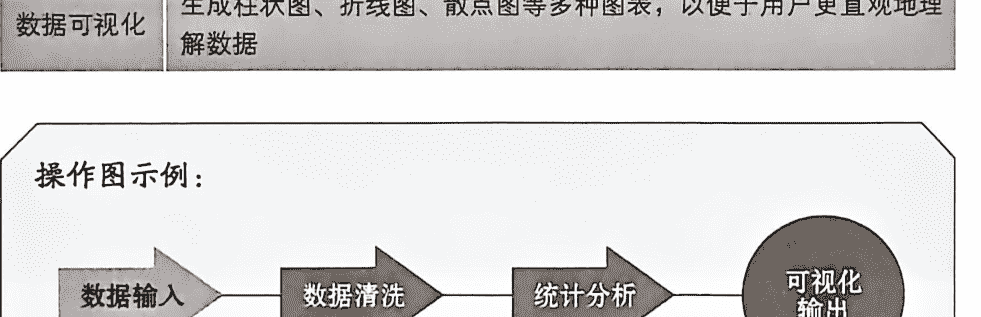 数据可视化
生成柱状图、折线图、散点图等多种图表，以便于用户更直观地理
解数据
操作图示例：
数据输入
数据清洗
统计分析
可视化
输出